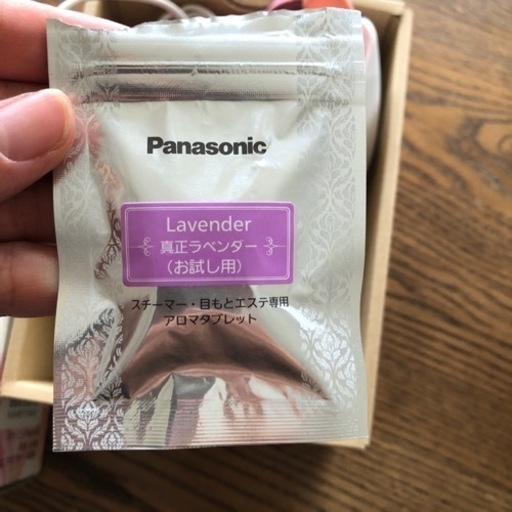 Panasonic
Lavender
真正ラベンダー
(お試し用)
スチーマー・目もとエステ専用
アロマタブレット